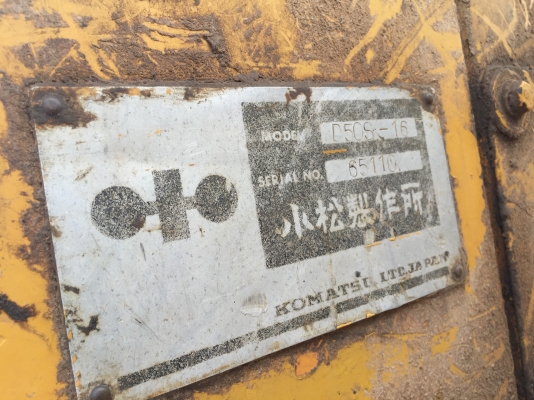 MODEL D50S-16
SERIAL NO. 65110
小松製作所
KOMATSU LTD. JAPAN